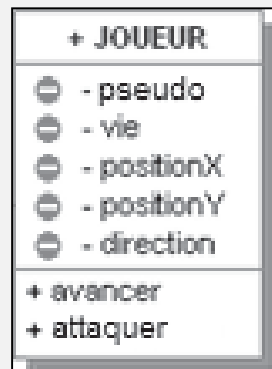 + JOUEUR
- pseudo
- vie
- positionX
- positionY
- direction
+ avancer
+ attaquer